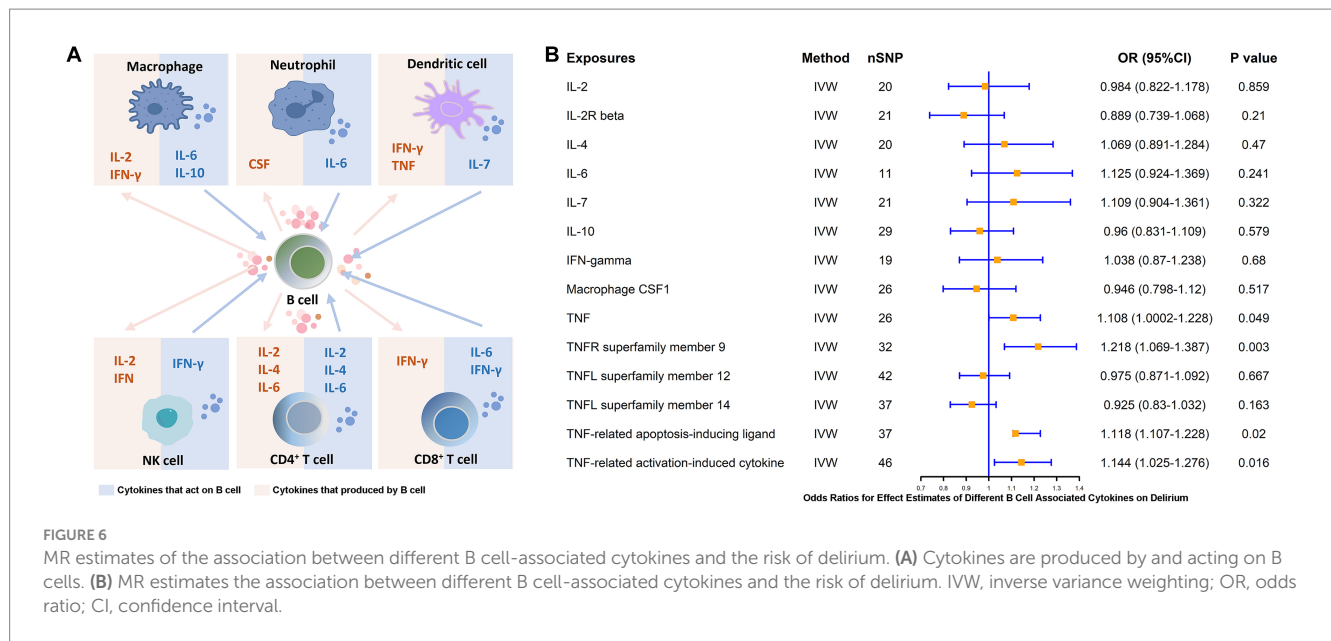 A
Macrophage
IL-2
IFN-γ
IL-6
IL-10
Neutrophil
CSF
IL-6
Dendritic cell
IFN-γ
TNF
IL-7
B cell
IL-2
IFN
IFN-γ
NK cell
IL-2
IL-4
IL-6
IL-2
IL-4
IL-6
CD4⁺ T cell
IFN-γ
IL-6
IFN-γ
CD8⁺ T cell
Cytokines that act on B cell
Cytokines that produced by B cell
B Exposures Method nSNP OR (95%CI) P value
IL-2 IVW 20 0.984 (0.822-1.178) 0.859
IL-2R beta IVW 21 0.889 (0.739-1.068) 0.21
IL-4 IVW 20 1.069 (0.891-1.284) 0.47
IL-6 IVW 11 1.125 (0.924-1.369) 0.241
IL-7 IVW 21 1.109 (0.904-1.361) 0.322
IL-10 IVW 29 0.96 (0.831-1.109) 0.579
IFN-gamma IVW 19 1.038 (0.87-1.238) 0.68
Macrophage CSF1 IVW 26 0.946 (0.798-1.12) 0.517
TNF IVW 26 1.108 (1.0002-1.228) 0.049
TNFR superfamily member 9 IVW 32 1.218 (1.069-1.387) 0.003
TNFL superfamily member 12 IVW 42 0.975 (0.871-1.092) 0.667
TNFL superfamily member 14 IVW 37 0.925 (0.83-1.032) 0.163
TNF-related apoptosis-inducing ligand IVW 37 1.118 (1.107-1.228) 0.02
TNF-related activation-induced cytokine IVW 46 1.144 (1.025-1.276) 0.016
0.7 0.8 0.9 1 1.1 1.2 1.3 1.4
Odds Ratios for Effect Estimates of Different B Cell Associated Cytokines on Delirium
FIGURE 6
MR estimates of the association between different B cell-associated cytokines and the risk of delirium. (A) Cytokines are produced by and acting on B
cells. (B) MR estimates the association between different B cell-associated cytokines and the risk of delirium. IVW, inverse variance weighting; OR, odds
ratio; CI, confidence interval.